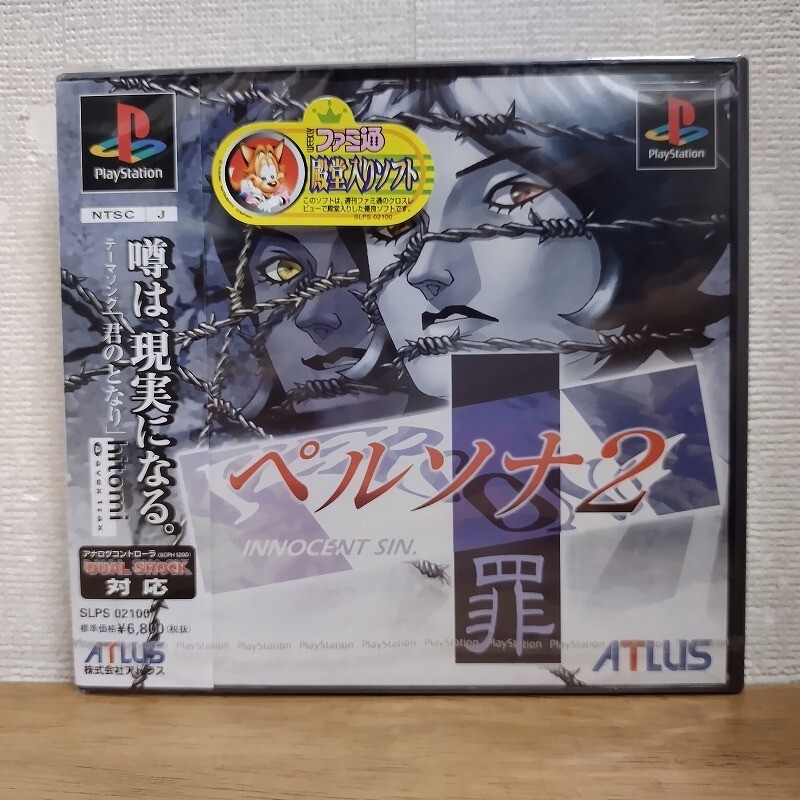 PlayStation
NTSC J
噂は、現実になる。
テーマソング「君のとなり」hitomi
avex trax
アナログコントローラ(SCPH-1200)
DUAL SHOCK
対応
SLPS 02100
標準価格¥6,800(税抜)
ATLUS
株式会社アトラス
ファミ通
殿堂入りソフト
このソフトは、週刊ファミ通のクロスレ
ビューで殿堂入りした優良ソフトです。
SLPS 02100
PlayStation
ペルソナ2
INNOCENT SIN.
罪
PlayStation PlayStation PlayStation PlayStation PlayStation PlayStation
ATLUS